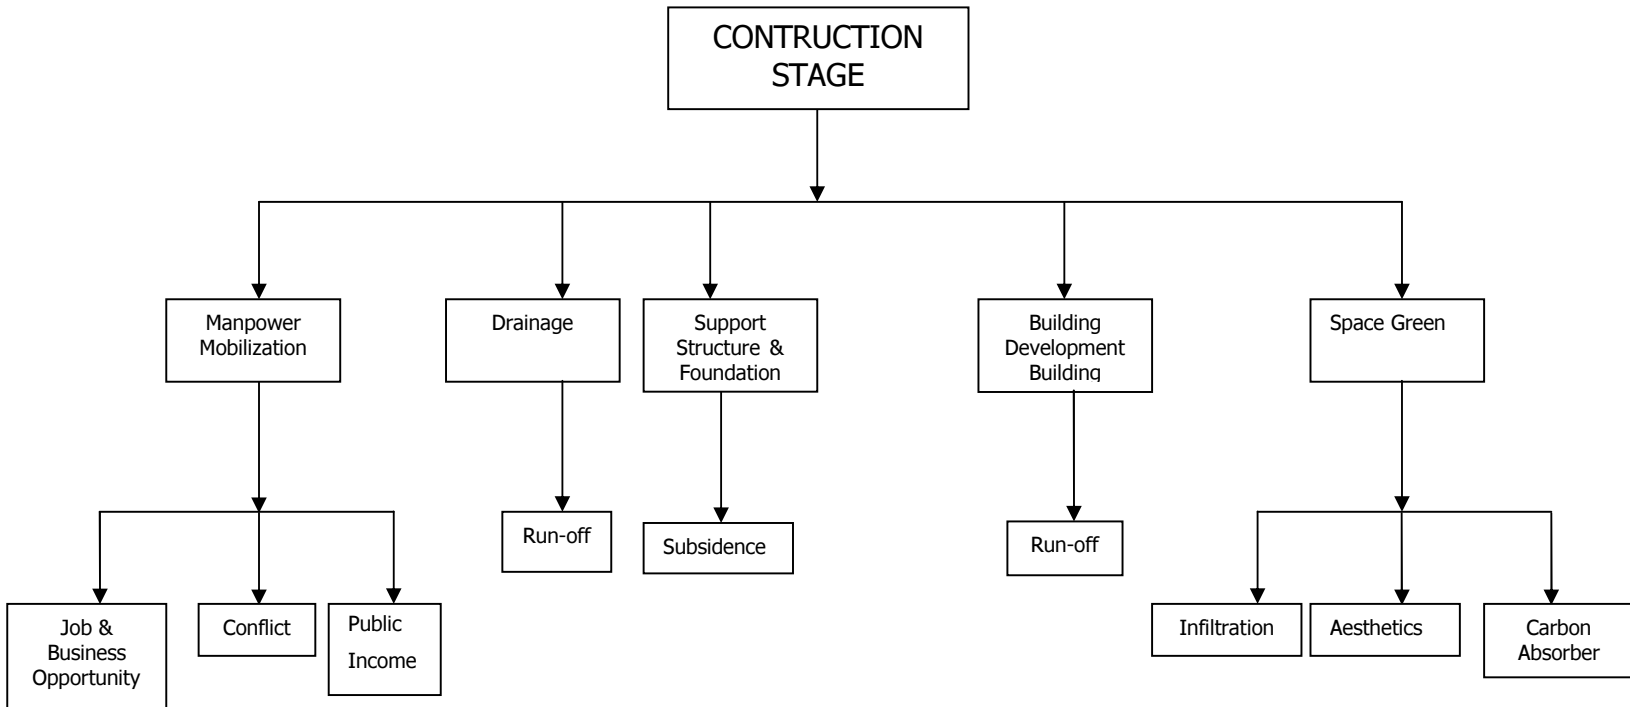 CONTRUCTION
STAGE
Manpower
Mobilization
Drainage
Support
Structure &
Foundation
Building
Development
Building
Space Green
Run-off
Subsidence
Run-off
Job &
Business
Opportunity
Conflict
Public
Income
Infiltration
Aesthetics
Carbon
Absorber